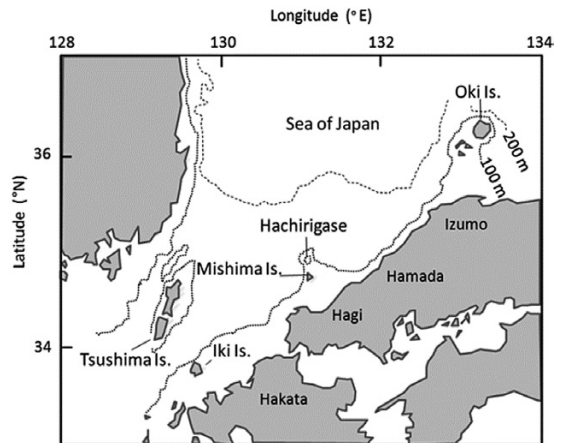 Longitude (°E)
128 130 132 134
Oki Is.
Sea of Japan
200 m
36
100 m
Izumo
Latitude (°N)
Hachirigase
Mishima Is.
Hamada
Hagi
34
Tsushima Is.
Iki Is.
Hakata